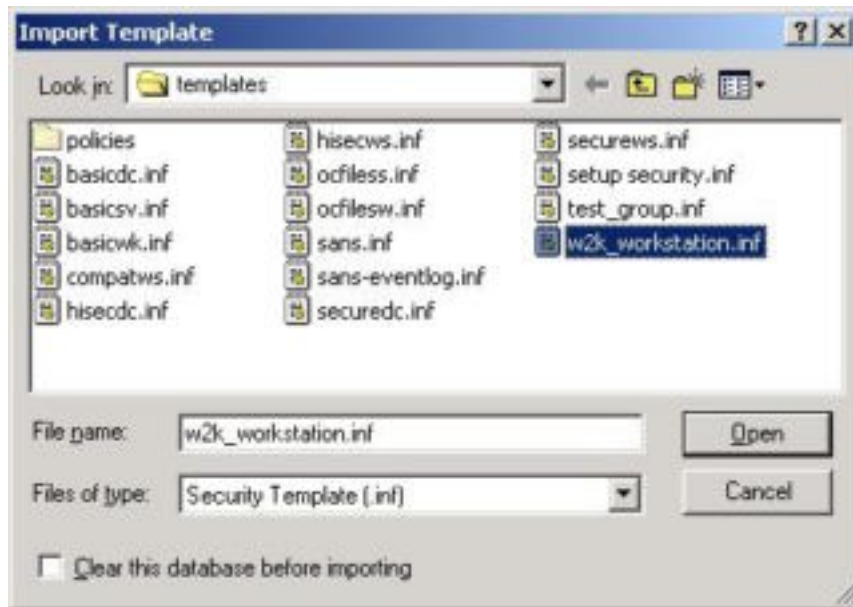 Import Template
Look in: templates
policies
basicdc.inf
basicsv.inf
basicwk.inf
compatws.inf
hisecdc.inf
hisecws.inf
ocfiless.inf
ocfilesw.inf
sans.inf
sans-eventlog.inf
securedc.inf
securews.inf
setup security.inf
test_group.inf
w2k_workstation.inf
File name: w2k_workstation.inf
Open
Files of type: Security Template (.inf)
Cancel
Clear this database before importing